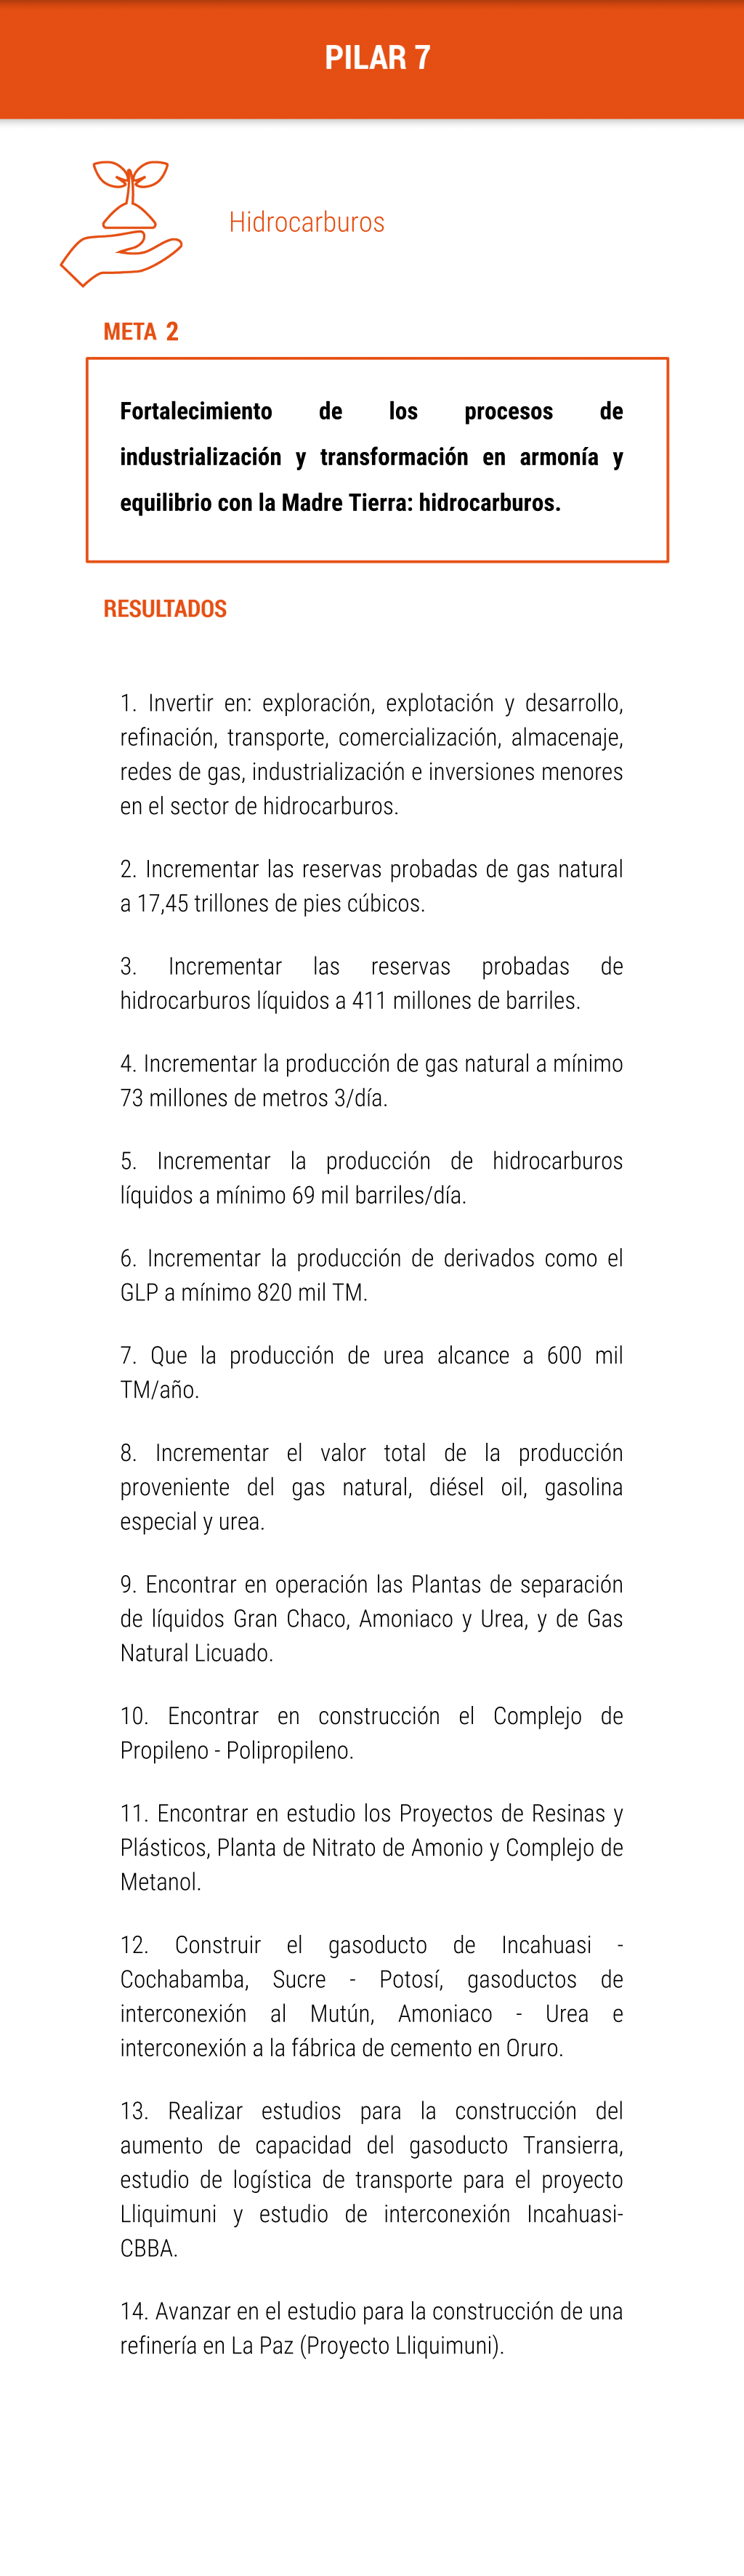 PILAR 7
Hidrocarburos
META 2
Fortalecimiento de los procesos de
industrialización y transformación en armonía y
equilibrio con la Madre Tierra: hidrocarburos.
RESULTADOS
1. Invertir en: exploración, explotación y desarrollo,
refinación, transporte, comercialización, almacenaje,
redes de gas, industrialización e inversiones menores
en el sector de hidrocarburos.
2. Incrementar las reservas probadas de gas natural
a 17,45 trillones de pies cúbicos.
3. Incrementar las reservas probadas de
hidrocarburos líquidos a 411 millones de barriles.
4. Incrementar la producción de gas natural a mínimo
73 millones de metros 3/día.
5. Incrementar la producción de hidrocarburos
líquidos a mínimo 69 mil barriles/día.
6. Incrementar la producción de derivados como el
GLP a mínimo 820 mil TM.
7. Que la producción de urea alcance a 600 mil
TM/año.
8. Incrementar el valor total de la producción
proveniente del gas natural, diésel oil, gasolina
especial y urea.
9. Encontrar en operación las Plantas de separación
de líquidos Gran Chaco, Amoniaco y Urea, y de Gas
Natural Licuado.
10. Encontrar en construcción el Complejo de
Propileno - Polipropileno.
11. Encontrar en estudio los Proyectos de Resinas y
Plásticos, Planta de Nitrato de Amonio y Complejo de
Metanol.
12. Construir el gasoducto de Incahuasi -
Cochabamba, Sucre - Potosí, gasoductos de
interconexión al Mutún, Amoniaco - Urea e
interconexión a la fábrica de cemento en Oruro.
13. Realizar estudios para la construcción del
aumento de capacidad del gasoducto Transierra,
estudio de logística de transporte para el proyecto
Lliquimuni y estudio de interconexión Incahuasi-
CBBA.
14. Avanzar en el estudio para la construcción de una
refinería en La Paz (Proyecto Lliquimuni).